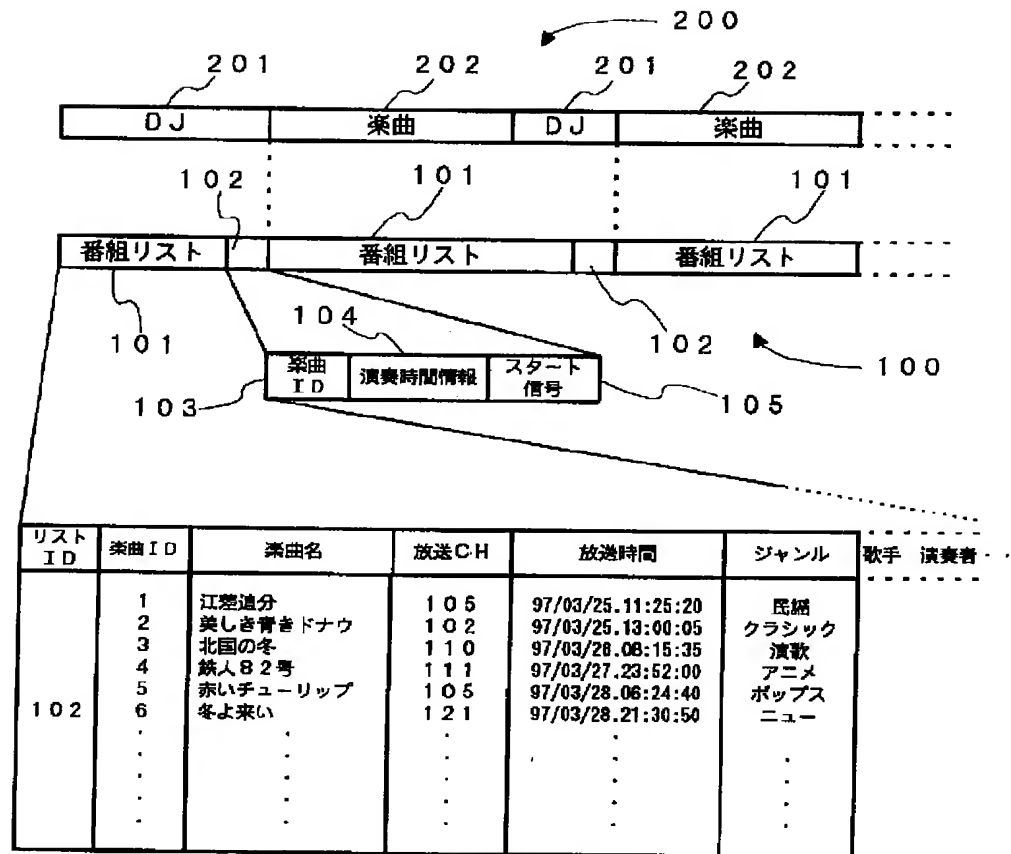 200
201 202 201 202
DJ 楽曲 DJ 楽曲
102 101 101
番組リスト 番組リスト 番組リスト
101 104 102 100
楽曲ID 演奏時間情報 スタート信号
103 105
リストID 楽曲ID 楽曲名 放送CH 放送時間 ジャンル 歌手 演奏者
1 江差追分 105 97/03/25.11:25:20 民謡
2 美しき青きドナウ 102 97/03/25.13:00:05 クラシック
3 北国の冬 110 97/03/26.08:15:35 演歌
4 鉄人82号 111 97/03/27.23:52:00 アニメ
5 赤いチューリップ 105 97/03/28.06:24:40 ポップス
102 6 冬よ来い 121 97/03/28.21:30:50 ニュー